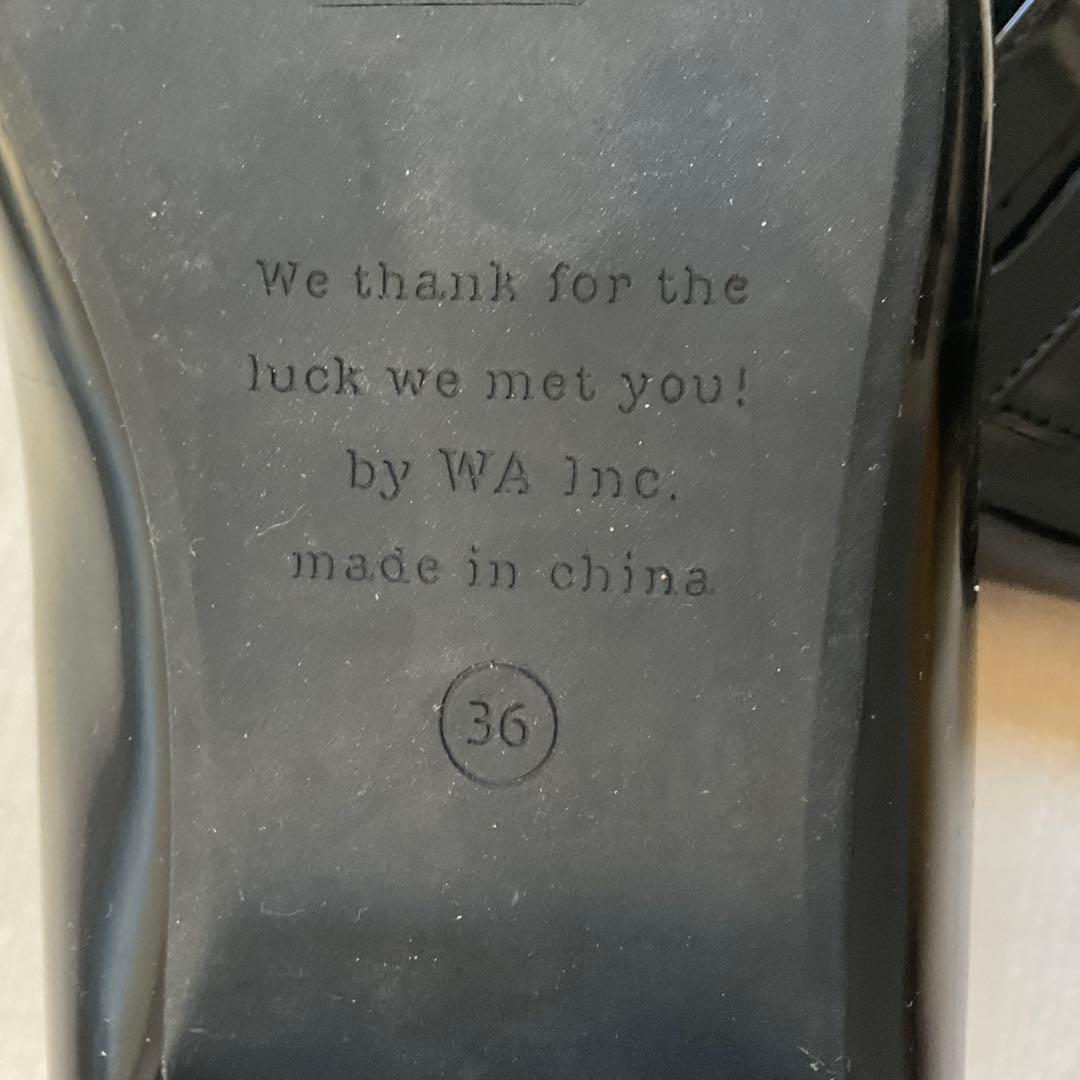 We thank for the
luck we met you!
by WA Inc.
made in china
36